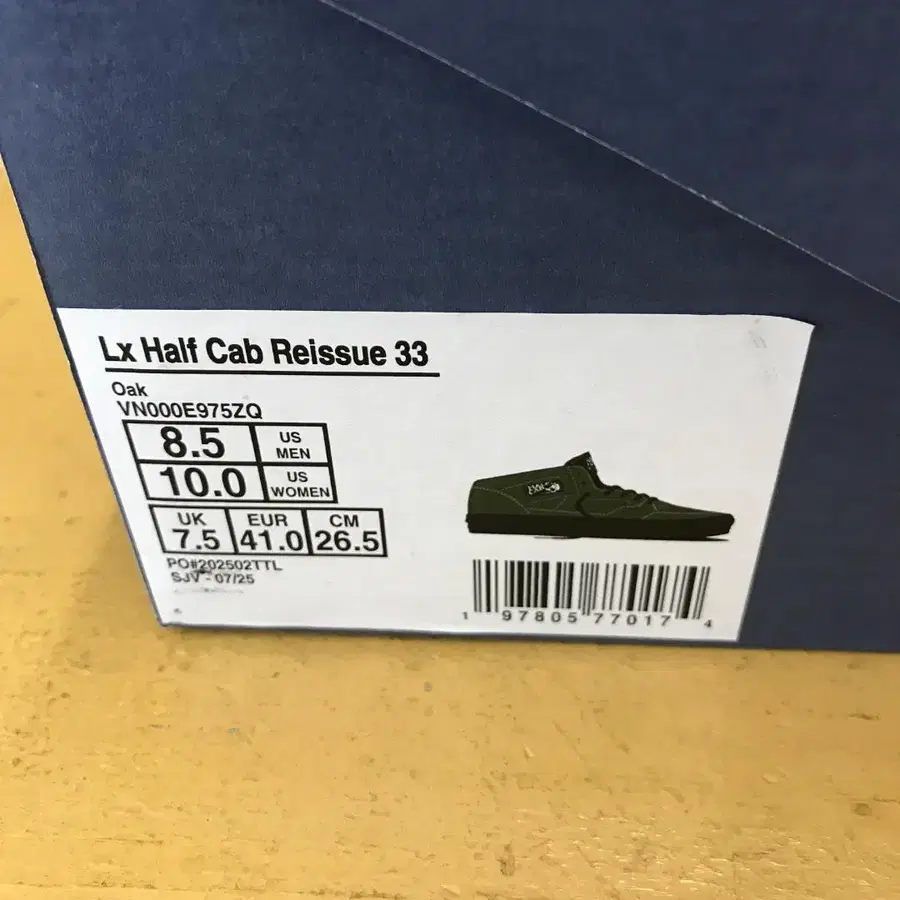 Lx Half Cab Reissue 33
Oak
VN000E975ZQ
8.5 US MEN
10.0 US WOMEN
UK EUR CM
7.5 41.0 26.5
PO#202502TTL
SJV - 07/25
1 97805 77017 4